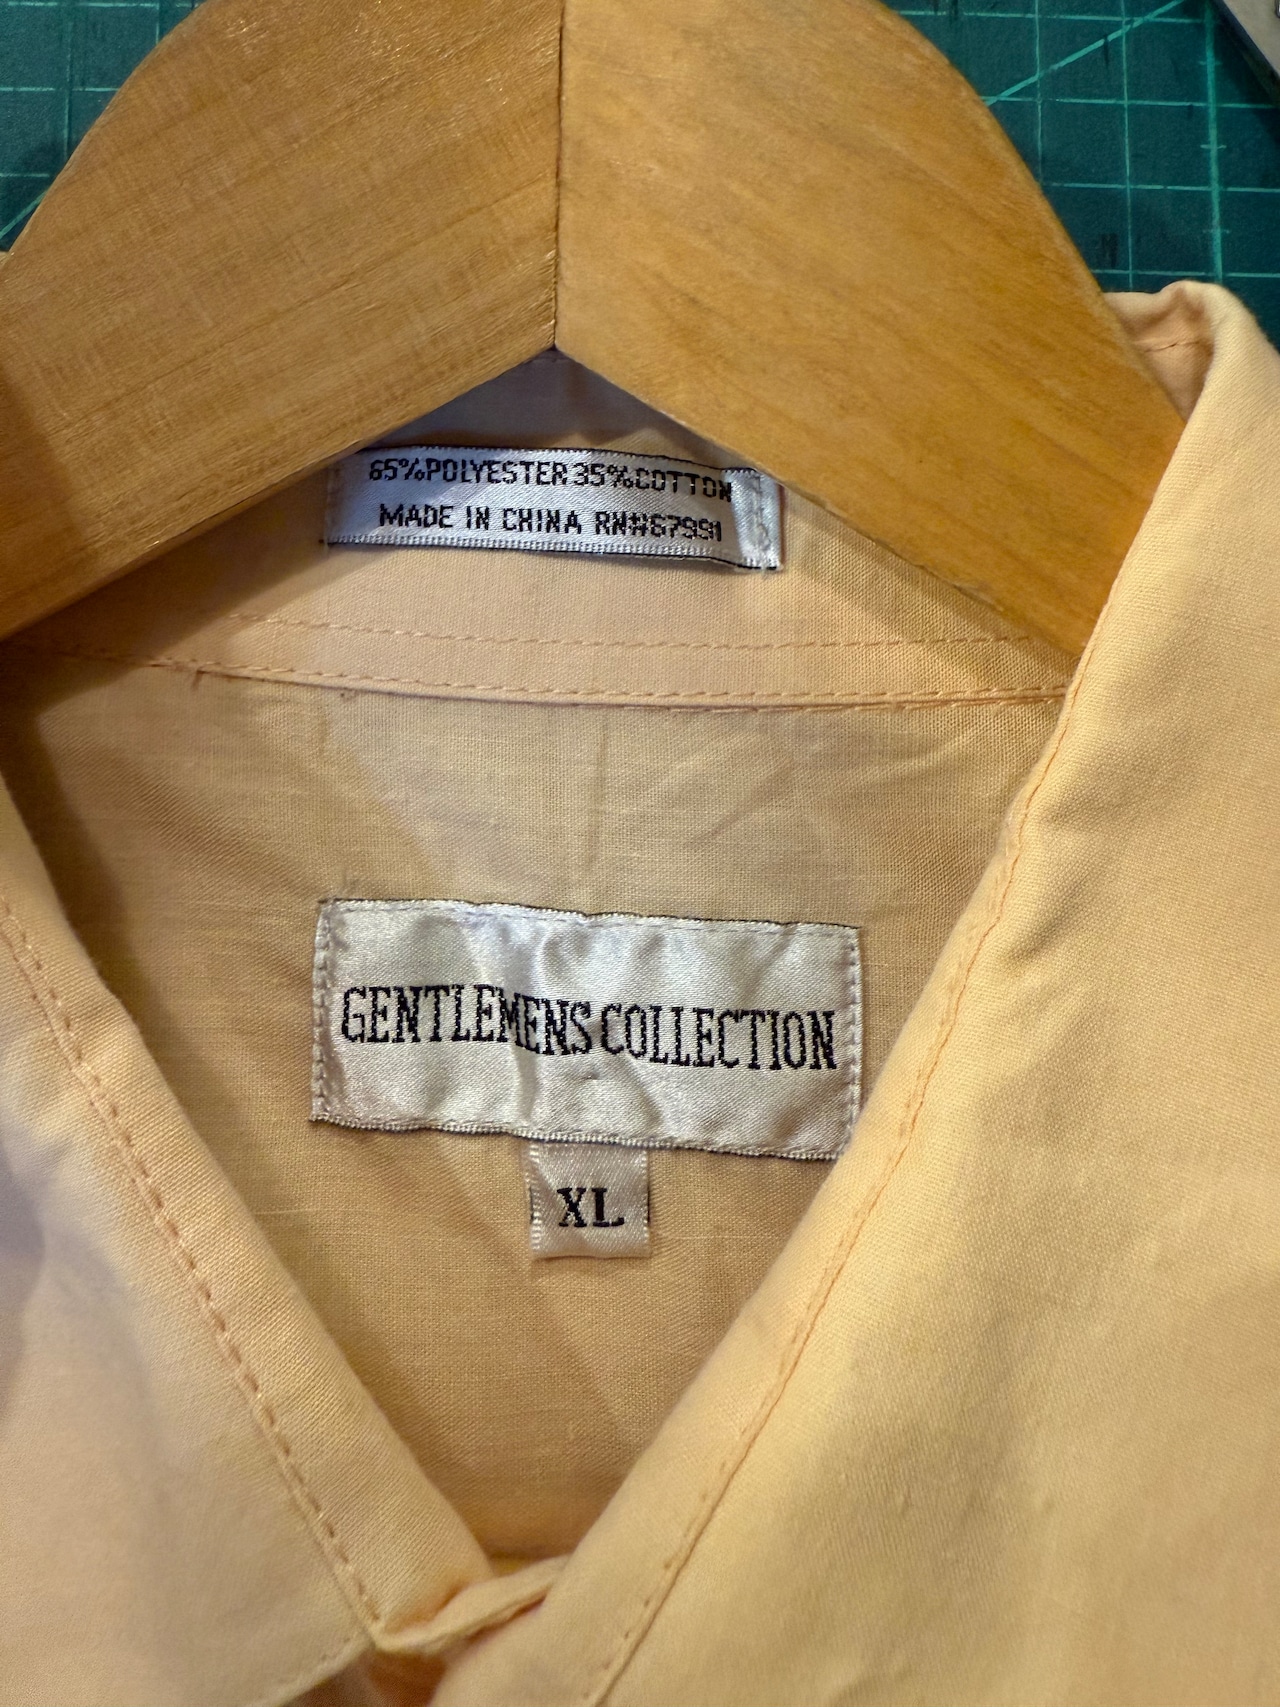 65%POLYESTER 35%COTTON
MADE IN CHINA RN#67991
GENTLEMENS COLLECTION
XL